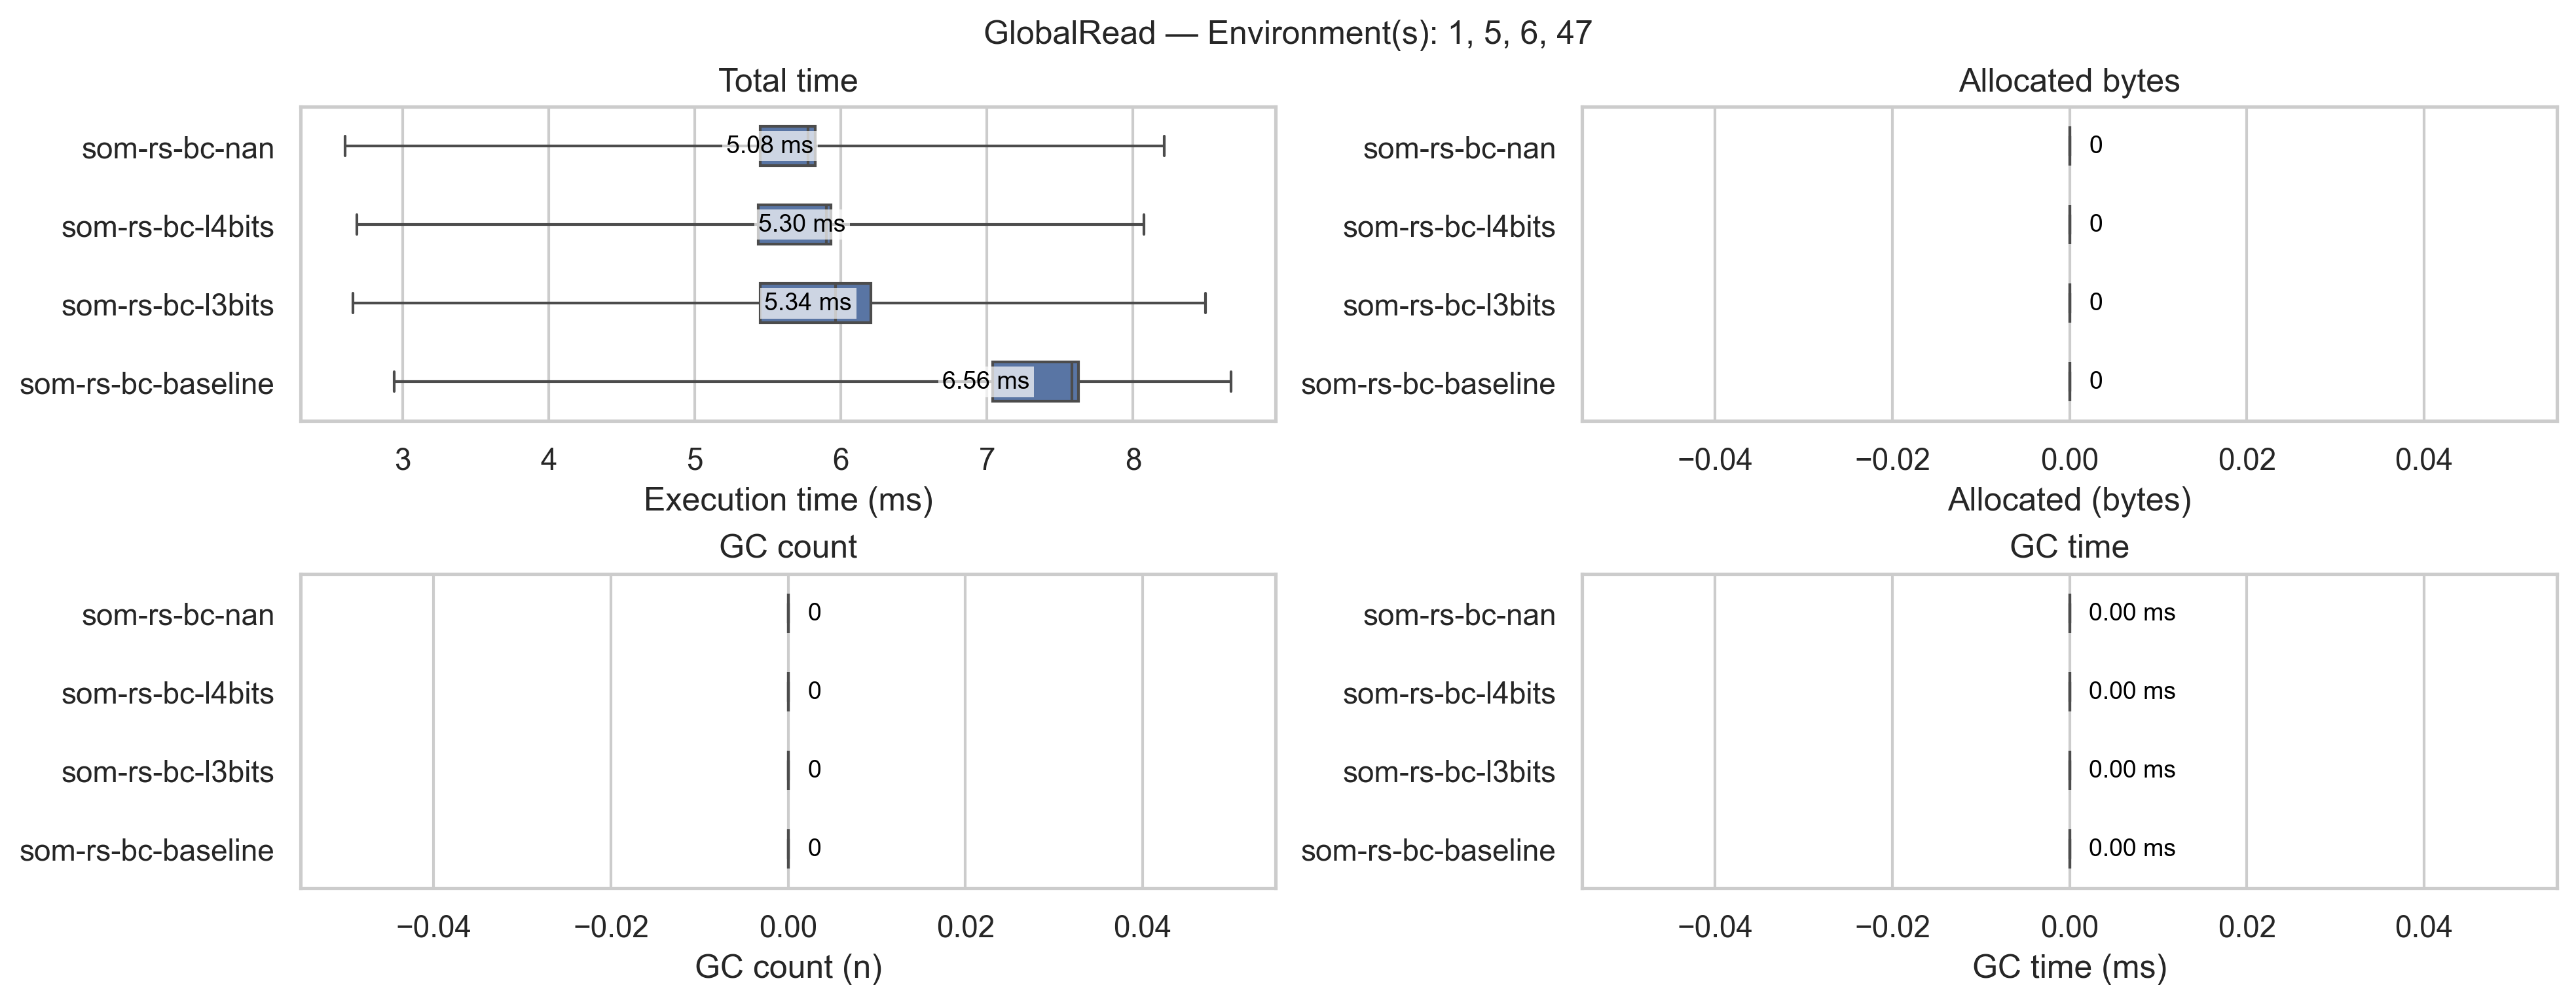 GlobalRead — Environment(s): 1, 5, 6, 47
Total time
som-rs-bc-nan
5.08 ms
som-rs-bc-l4bits
5.30 ms
som-rs-bc-l3bits
5.34 ms
som-rs-bc-baseline
6.56 ms
3 4 5 6 7 8
Execution time (ms)
Allocated bytes
som-rs-bc-nan
0
som-rs-bc-l4bits
0
som-rs-bc-l3bits
0
som-rs-bc-baseline
0
−0.04 −0.02 0.00 0.02 0.04
Allocated (bytes)
GC count
som-rs-bc-nan
0
som-rs-bc-l4bits
0
som-rs-bc-l3bits
0
som-rs-bc-baseline
0
−0.04 −0.02 0.00 0.02 0.04
GC count (n)
GC time
som-rs-bc-nan
0.00 ms
som-rs-bc-l4bits
0.00 ms
som-rs-bc-l3bits
0.00 ms
som-rs-bc-baseline
0.00 ms
−0.04 −0.02 0.00 0.02 0.04
GC time (ms)